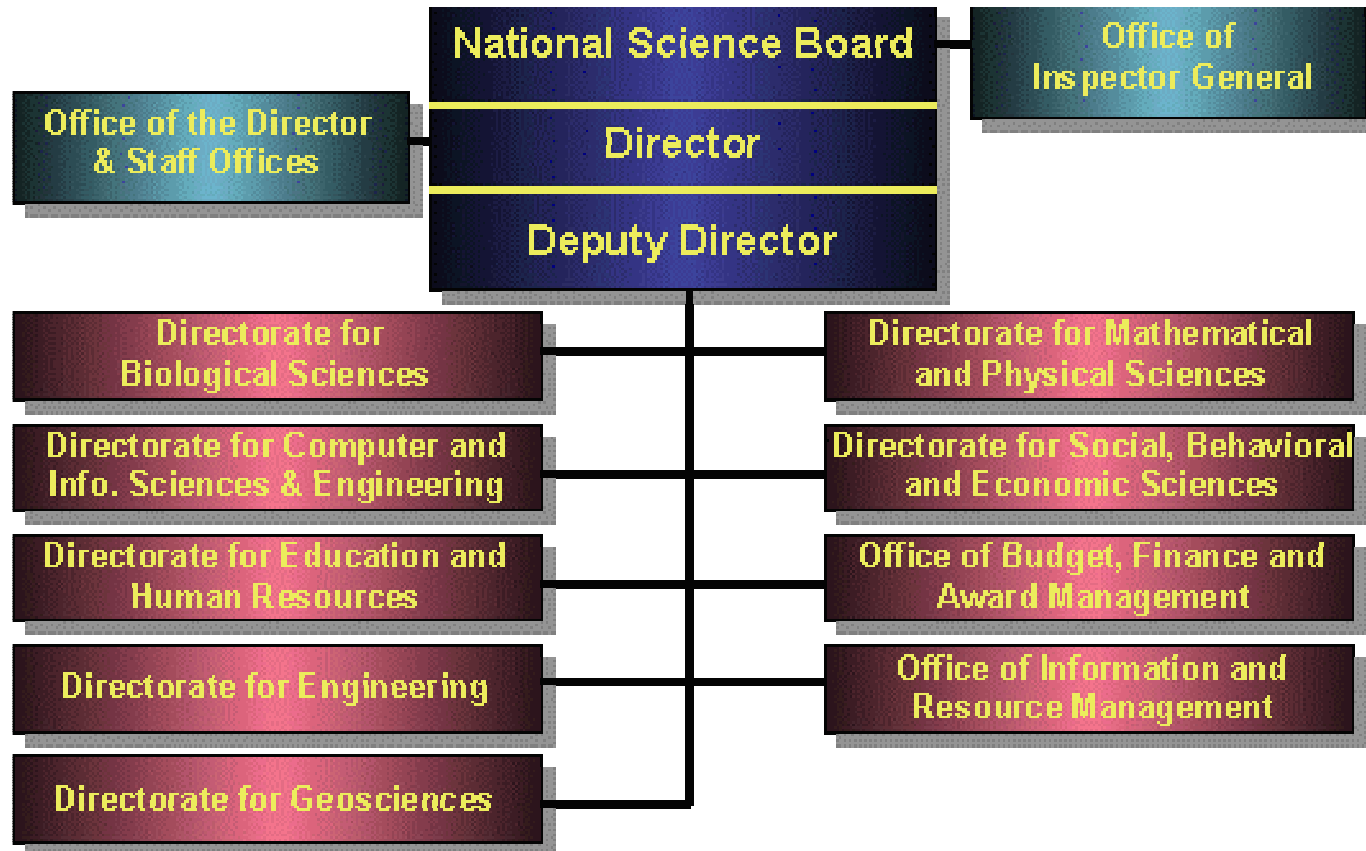 National Science Board
Office of
Inspector General
Office of the Director
& Staff Offices
Director
Deputy Director
Directorate for
Biological Sciences
Directorate for Mathematical
and Physical Sciences
Directorate for Computer and
Info. Sciences & Engineering
Directorate for Social, Behavioral
and Economic Sciences
Directorate for Education and
Human Resources
Office of Budget, Finance and
Award Management
Directorate for Engineering
Office of Information and
Resource Management
Directorate for Geosciences